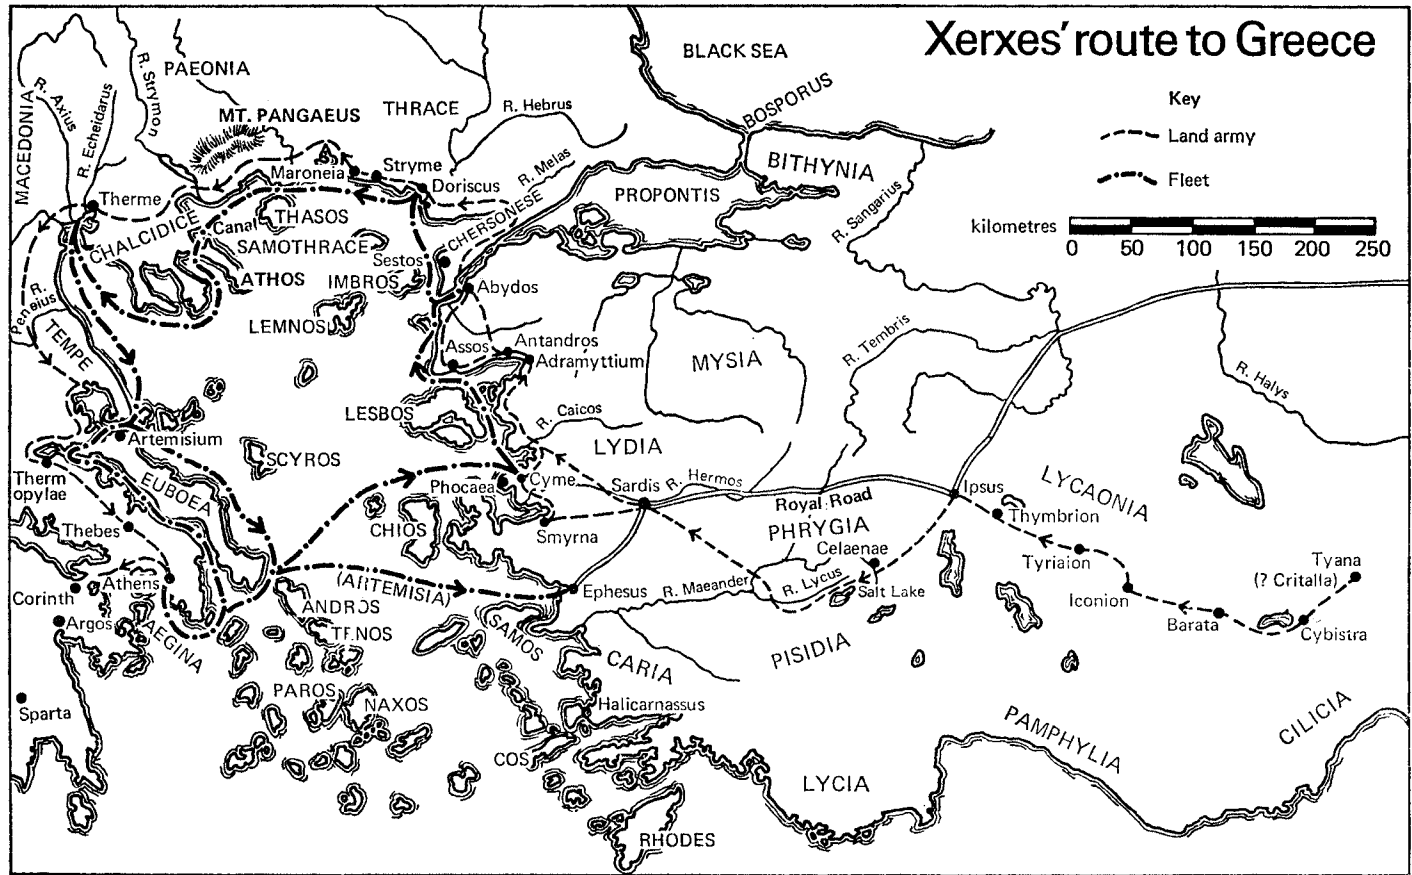 Xerxes' route to Greece
Key
Land army
Fleet
kilometres
0 50 100 150 200 250
BLACK SEA
BOSPORUS
BITHYNIA
PROPONTIS
R. Sangarius
PAEONIA
R. Strymon
R. Axius
R. Echeidarus
MACEDONIA
MT. PANGAEUS
THRACE
R. Hebrus
R. Melas
Maroneia
Stryme
Doriscus
CHERSONESE
Therme
CHALCIDICE
Canal
THASOS
SAMOTHRACE
Sestos
ATHOS
IMBROS
Abydos
LEMNOS
R.
Peneius
TEMPE
Assos
Antandros
Adramyttium
MYSIA
R. Tembris
R. Halys
LESBOS
R. Caicos
LYDIA
Artemisium
SCYROS
Therm
opylae
EUBOEA
Phocaea
Cyme
Sardis
R. Hermos
Royal Road
Ipsus
LYCAONIA
Thymbrion
PHRYGIA
Celaenae
Tyriaion
Tyana
(? Critalla)
Thebes
CHIOS
Smyrna
Athens
Corinth
(ARTEMISIA)
Ephesus
R. Maeander
R. Lycus
Salt Lake
Iconion
Barata
Cybistra
Argos
AEGINA
ANDROS
TENOS
SAMOS
CARIA
PISIDIA
PAROS
NAXOS
Halicarnassus
Sparta
COS
LYCIA
PAMPHYLIA
CILICIA
RHODES